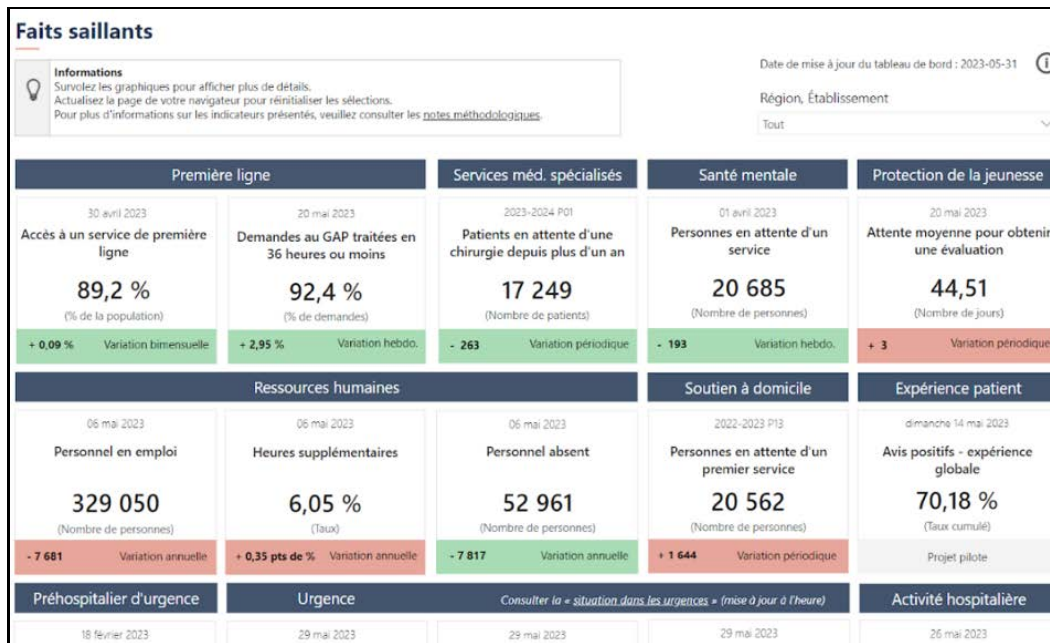 Faits saillants
Informations
Survolez les graphiques pour afficher plus de détails.
Actualisez la page de votre navigateur pour réinitialiser les sélections.
Pour plus d'informations sur les indicateurs présentés, veuillez consulter les notes méthodologiques.
Date de mise à jour du tableau de bord : 2023-05-31
Région, Établissement
Tout
Première ligne
30 avril 2023
Accès à un service de première
ligne
89,2 %
(% de la population)
+ 0,09 % Variation bimensuelle
20 mai 2023
Demandes au GAP traitées en
36 heures ou moins
92,4 %
(% de demandes)
+ 2,95 % Variation hebdo.
Services méd. spécialisés
2023-2024 P01
Patients en attente d'une
chirurgie depuis plus d'un an
17 249
(Nombre de patients)
- 263 Variation périodique
Santé mentale
01 avril 2023
Personnes en attente d'un
service
20 685
(Nombre de personnes)
- 193 Variation hebdo.
Protection de la jeunesse
20 mai 2023
Attente moyenne pour obtenir
une évaluation
44,51
(Nombre de jours)
+ 3 Variation périodique
Ressources humaines
06 mai 2023
Personnel en emploi
329 050
(Nombre de personnes)
- 7 681 Variation annuelle
06 mai 2023
Heures supplémentaires
6,05 %
(Taux)
+ 0,35 pts de % Variation annuelle
06 mai 2023
Personnel absent
52 961
(Nombre de personnes)
- 7 817 Variation annuelle
Soutien à domicile
2022-2023 P13
Personnes en attente d'un
premier service
20 562
(Nombre de personnes)
+ 1 644 Variation périodique
Expérience patient
dimanche 14 mai 2023
Avis positifs - expérience
globale
70,18 %
(Taux cumulé)
Projet pilote
Préhospitalier d'urgence
18 février 2023
Urgence
Consulter la « situation dans les urgences » (mise à jour à l'heure)
29 mai 2023
29 mai 2023
29 mai 2023
Activité hospitalière
26 mai 2023